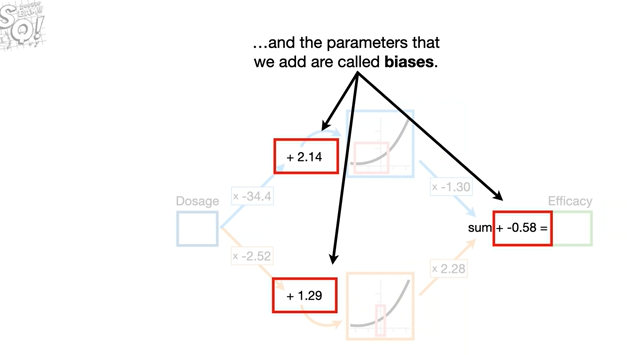 …and the parameters that
we add are called biases.
+ 2.14
x -34.4
x -1.30
Dosage
Efficacy
sum + -0.58 =
x -2.52
x 2.28
+ 1.29